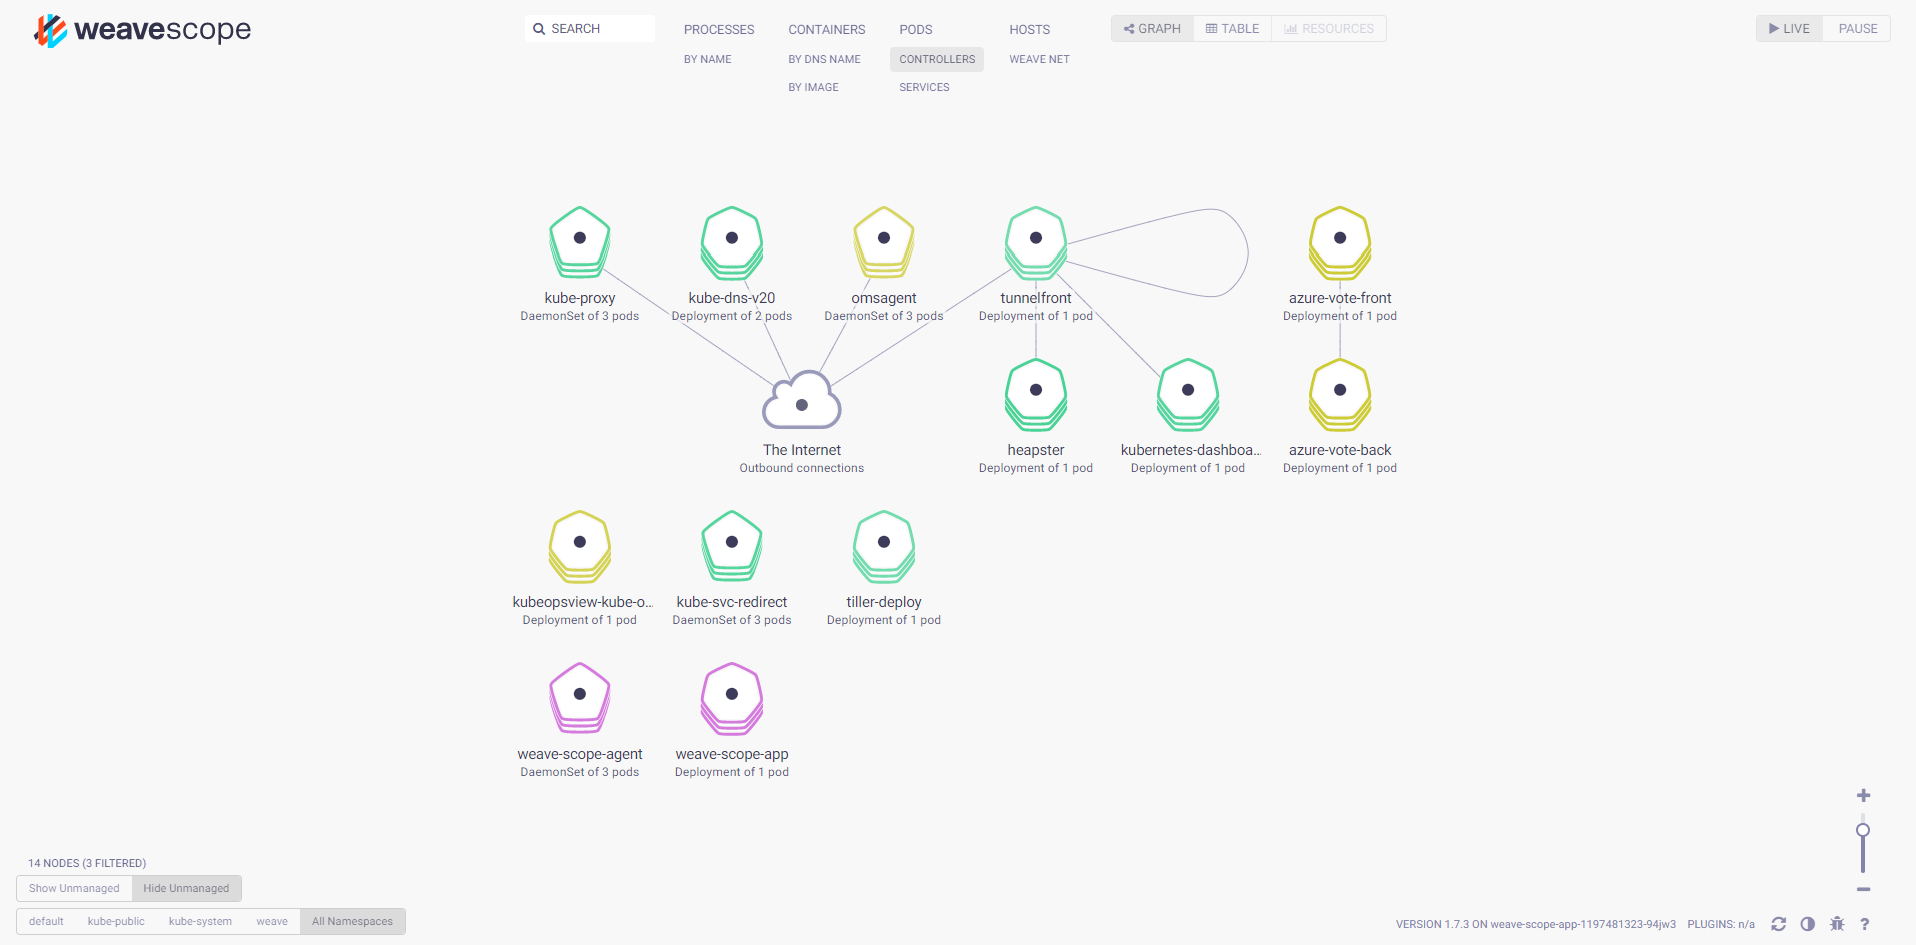 weavescope
SEARCH
PROCESSES
CONTAINERS
PODS
HOSTS
BY NAME
BY DNS NAME
CONTROLLERS
WEAVE NET
BY IMAGE
SERVICES
GRAPH
TABLE
RESOURCES
LIVE
PAUSE
kube-proxy
DaemonSet of 3 pods
kube-dns-v20
Deployment of 2 pods
omsagent
DaemonSet of 3 pods
tunnelfront
Deployment of 1 pod
azure-vote-front
Deployment of 1 pod
The Internet
Outbound connections
heapster
Deployment of 1 pod
kubernetes-dashboa...
Deployment of 1 pod
azure-vote-back
Deployment of 1 pod
kubeopsview-kube-o...
Deployment of 1 pod
kube-svc-redirect
DaemonSet of 3 pods
tiller-deploy
Deployment of 1 pod
weave-scope-agent
DaemonSet of 3 pods
weave-scope-app
Deployment of 1 pod
14 NODES (3 FILTERED)
Show Unmanaged
Hide Unmanaged
default
kube-public
kube-system
weave
All Namespaces
VERSION 1.7.3 ON weave-scope-app-1197481323-94jw3
PLUGINS: n/a
?